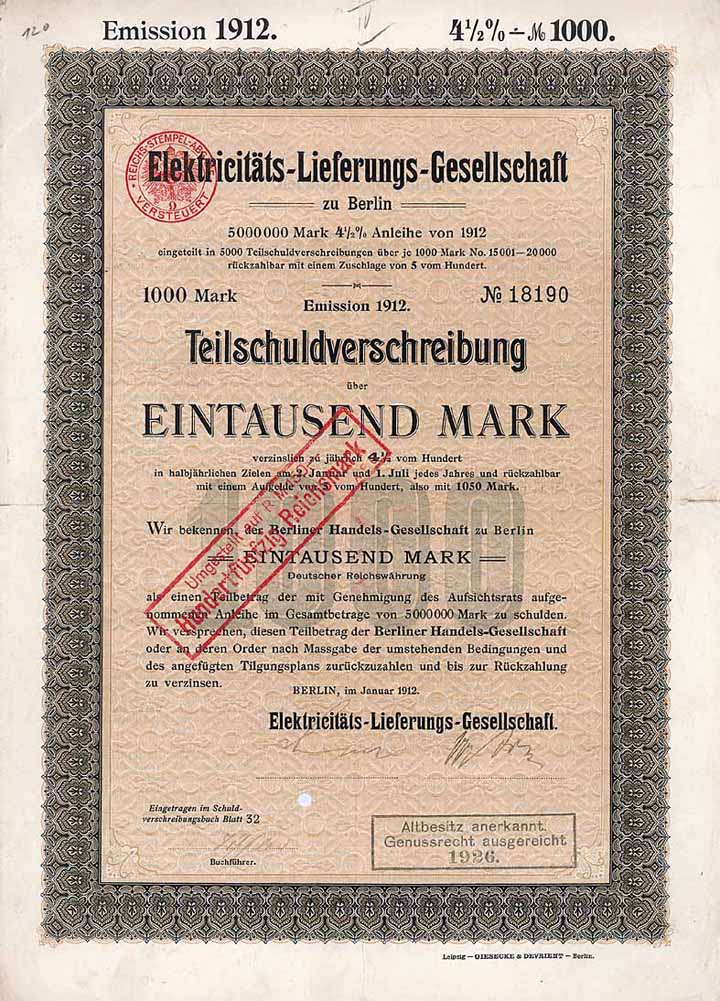 120
Emission 1912.
4½% ÷ № 1000.
REICHS-STEMPEL-ABGABE
9
VERSTEUERT
Elektricitäts-Lieferungs-Gesellschaft
zu Berlin
5000000 Mark 4½% Anleihe von 1912
eingeteilt in 5000 Teilschuldverschreibungen über je 1000 Mark No. 15001—20000
rückzahlbar mit einem Zuschlage von 5 vom Hundert.
1000 Mark
Emission 1912.
№ 18190
Teilschuldverschreibung
über
EINTAUSEND MARK
verzinslich zu jährlich 4½ vom Hundert
in halbjährlichen Zielen am 2. Januar und 1. Juli jedes Jahres und rückzahlbar
mit einem Aufgelde von 5 vom Hundert, also mit 1050 Mark.
1000
Wir bekennen, der Berliner Handels-Gesellschaft zu Berlin
EINTAUSEND MARK
Deutscher Reichswährung
als einen Teilbetrag der mit Genehmigung des Aufsichtsrats aufge-
nommenen Anleihe im Gesamtbetrage von 5000000 Mark zu schulden.
Wir versprechen, diesen Teilbetrag der Berliner Handels-Gesellschaft
oder an deren Order nach Massgabe der umstehenden Bedingungen und
des angefügten Tilgungsplans zurückzuzahlen und bis zur Rückzahlung
zu verzinsen.
Umgestellt auf R.M.
Hundertfünfzig Reichsmark
BERLIN, im Januar 1912.
Elektricitäts-Lieferungs-Gesellschaft.
Eingetragen im Schuld-
verschreibungsbuch Blatt 32
Buchführer.
Altbesitz anerkannt.
Genussrecht ausgereicht
1926.
Leipzig — GIESECKE & DEVRIENT — Berlin.